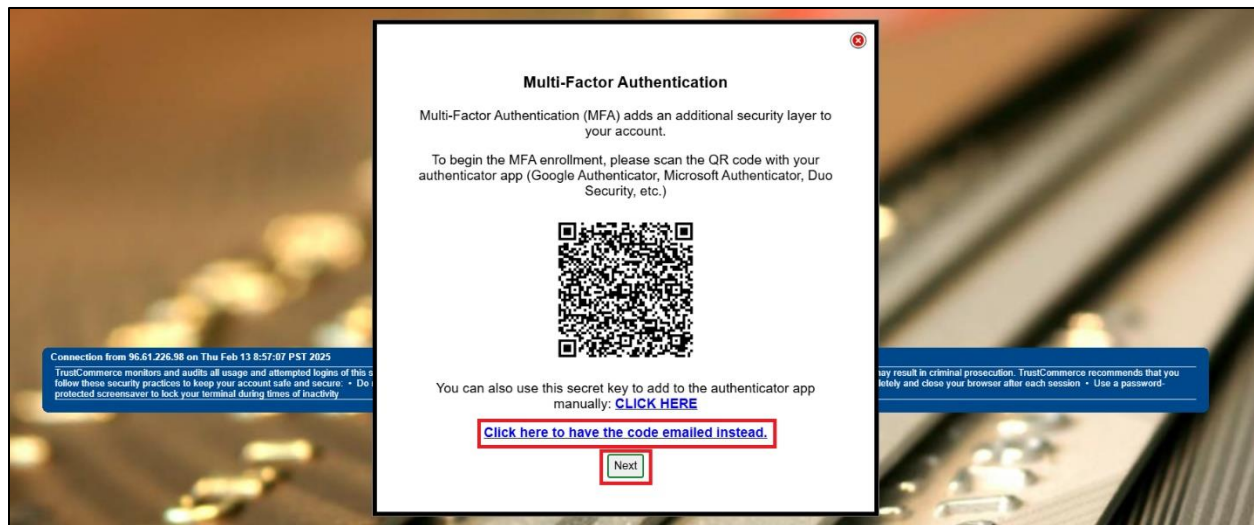 Multi-Factor Authentication
Multi-Factor Authentication (MFA) adds an additional security layer to
your account.
To begin the MFA enrollment, please scan the QR code with your
authenticator app (Google Authenticator, Microsoft Authenticator, Duo
Security, etc.)
Connection from 96.61.226.98 on Thu Feb 13 8:57:07 PST 2025
TrustCommerce monitors and audits all usage and attempted logins of this s
may result in criminal prosecution. TrustCommerce recommends that you
follow these security practices to keep your account safe and secure: • Do
letely and close your browser after each session • Use a password-
protected screensaver to lock your terminal during times of inactivity
You can also use this secret key to add to the authenticator app
manually: CLICK HERE
Click here to have the code emailed instead.
Next